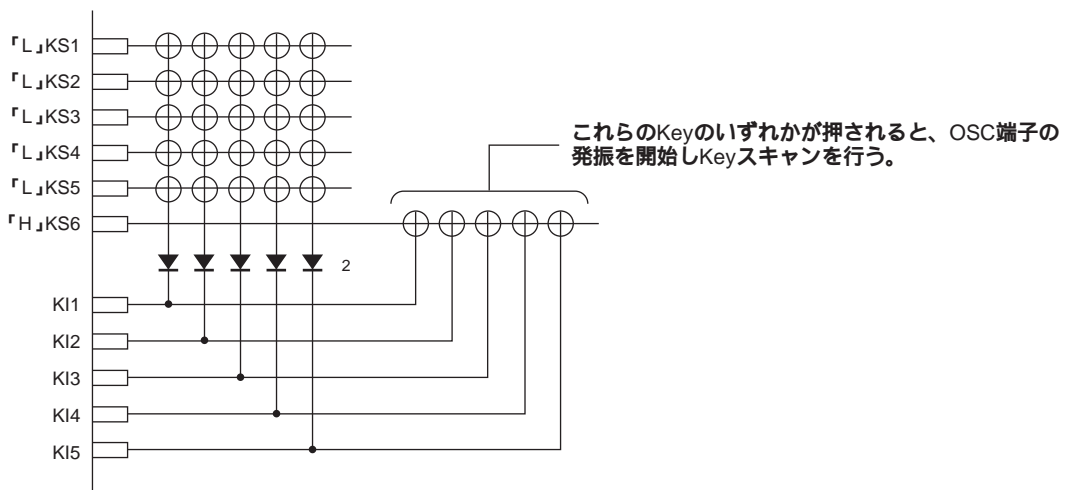 「L」KS1
「L」KS2
「L」KS3
「L」KS4
「L」KS5
「H」KS6
これらのKeyのいずれかが押されると、OSC端子の
発振を開始しKeyスキャンを行う。
2
KI1
KI2
KI3
KI4
KI5